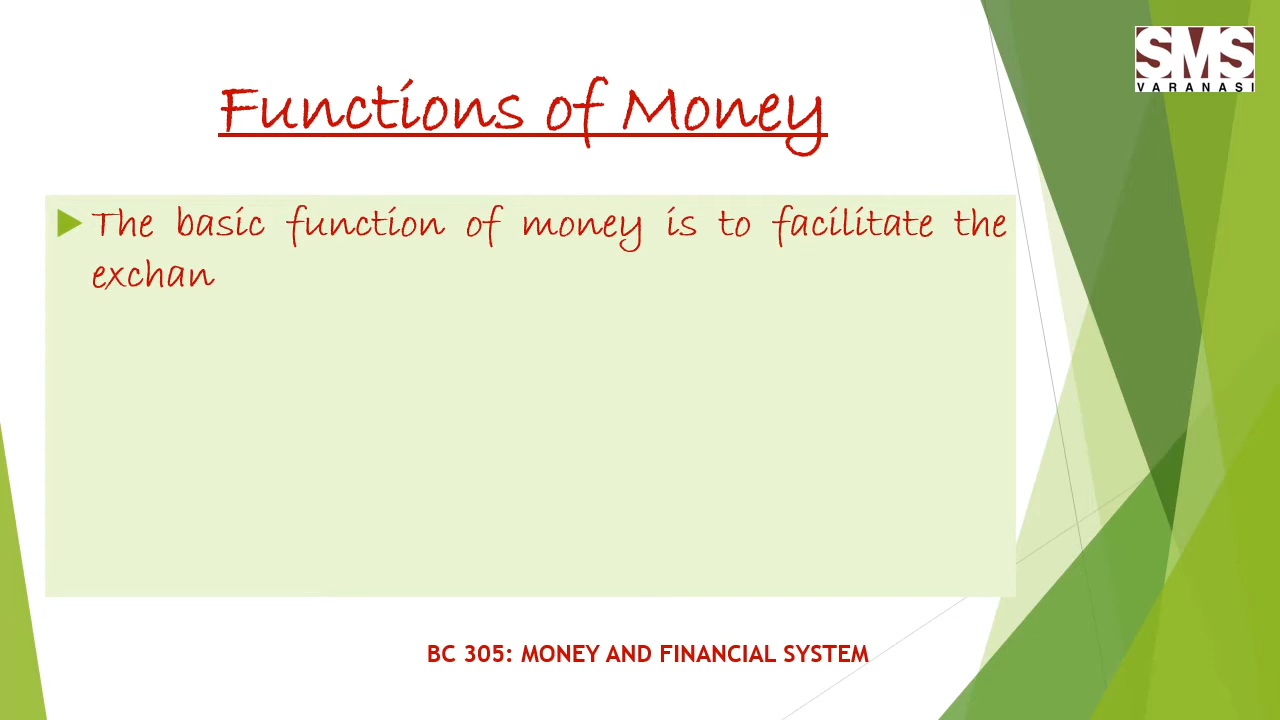 SMS
VARANASI
Functions of Money
The basic function of money is to facilitate the
exchan
BC 305: MONEY AND FINANCIAL SYSTEM